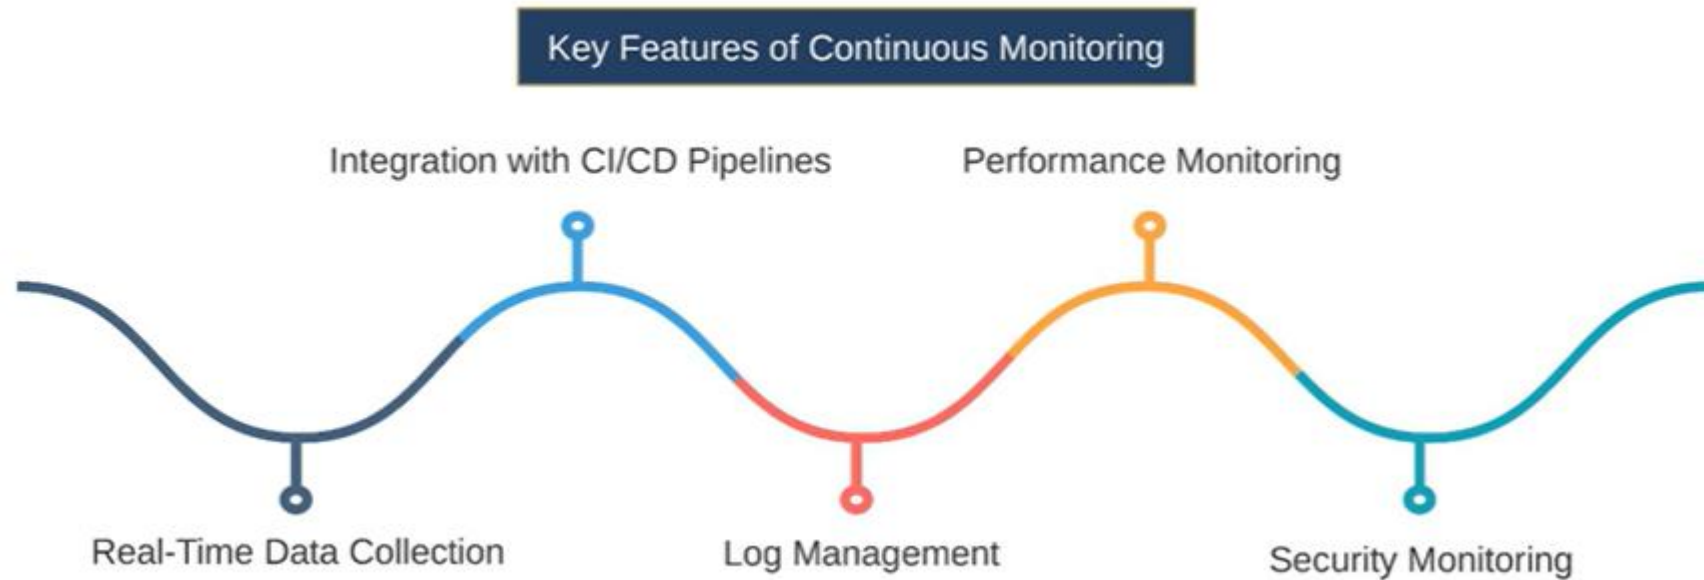 Key Features of Continuous Monitoring
Integration with CI/CD Pipelines
Performance Monitoring
Real-Time Data Collection
Log Management
Security Monitoring